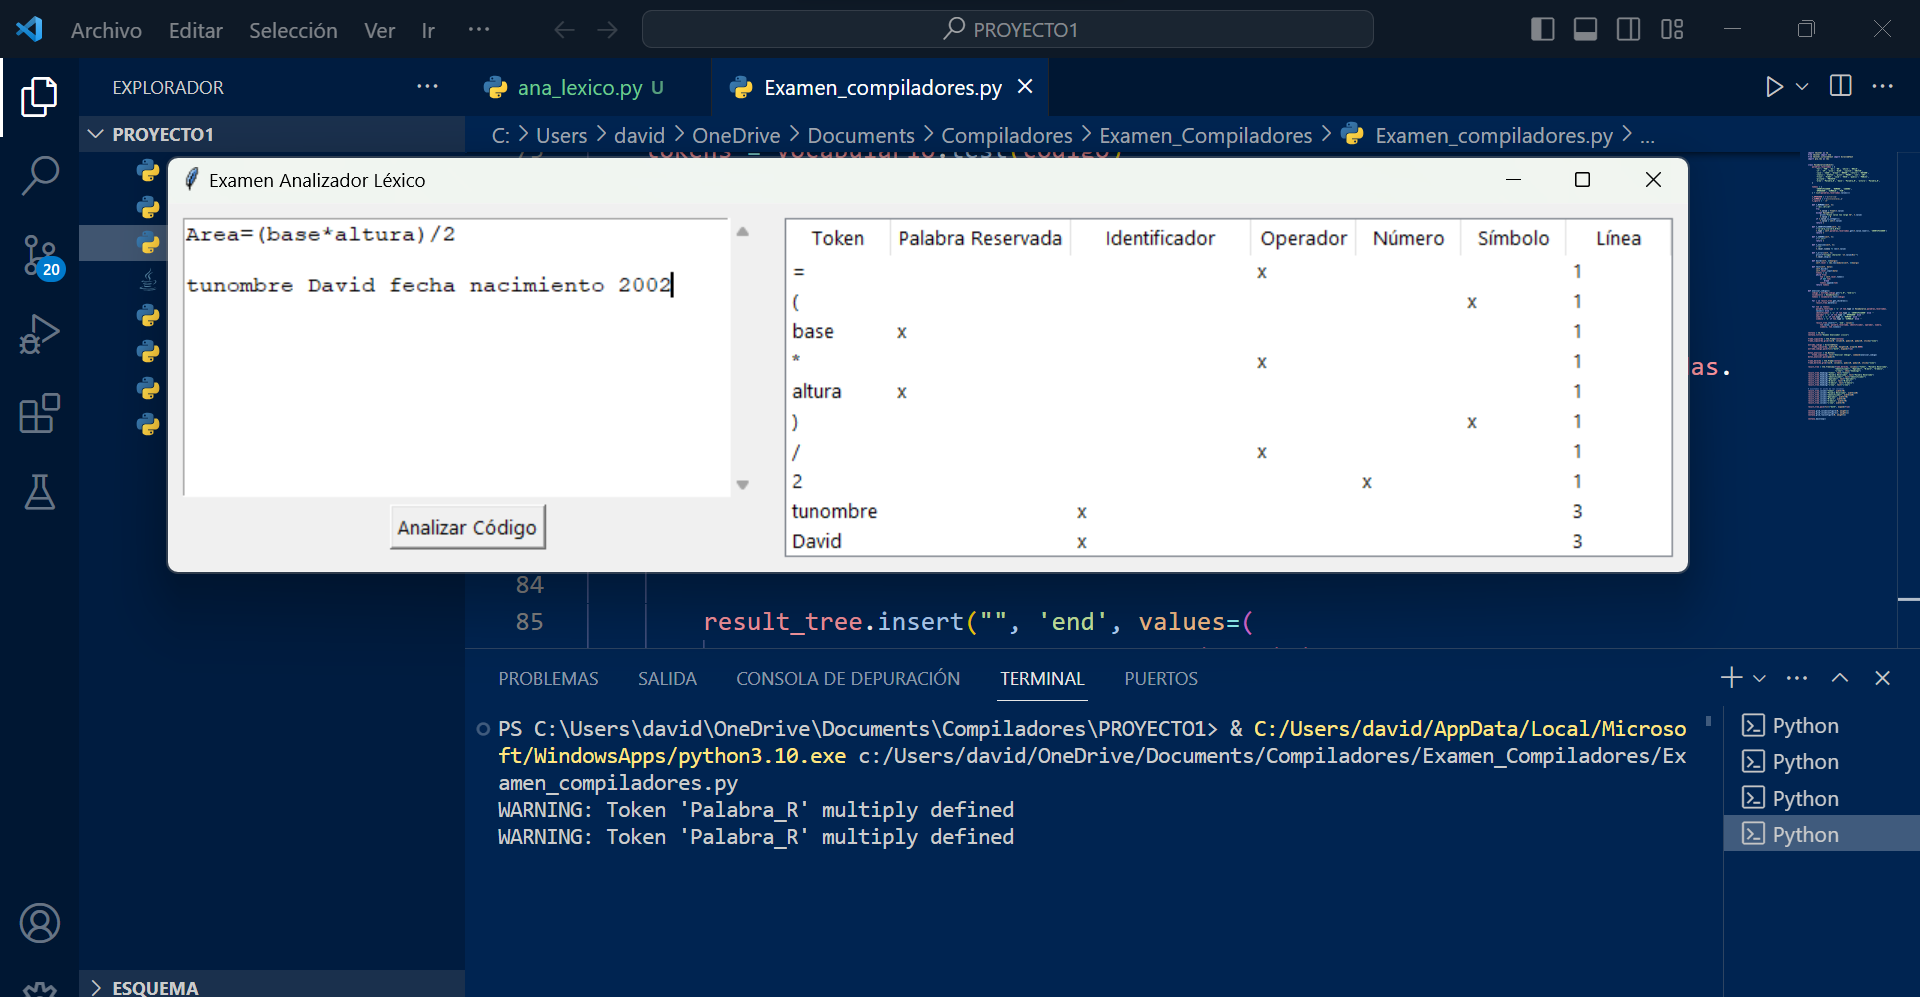 Archivo Editar Selección Ver Ir ··· PROYECTO1
EXPLORADOR ··· ana_lexico.py U Examen_compiladores.py
PROYECTO1
C: > Users > david > OneDrive > Documents > Compiladores > Examen_Compiladores > Examen_compiladores.py > ...
Examen Analizador Léxico
Area=(base*altura)/2
tunombre David fecha nacimiento 2002
Analizar Código
Token Palabra Reservada Identificador Operador Número Símbolo Línea
= x 1
( x 1
base x 1
* x 1
altura x 1
) x 1
/ x 1
2 x 1
tunombre x 3
David x 3
20
as.
84
85 result_tree.insert("", 'end', values=(
PROBLEMAS SALIDA CONSOLA DE DEPURACIÓN TERMINAL PUERTOS
PS C:\Users\david\OneDrive\Documents\Compiladores\PROYECTO1> & C:/Users/david/AppData/Local/Microso
ft/WindowsApps/python3.10.exe c:/Users/david/OneDrive/Documents/Compiladores/Examen_Compiladores/Ex
amen_compiladores.py
WARNING: Token 'Palabra_R' multiply defined
WARNING: Token 'Palabra_R' multiply defined
Python
Python
Python
Python
ESQUEMA